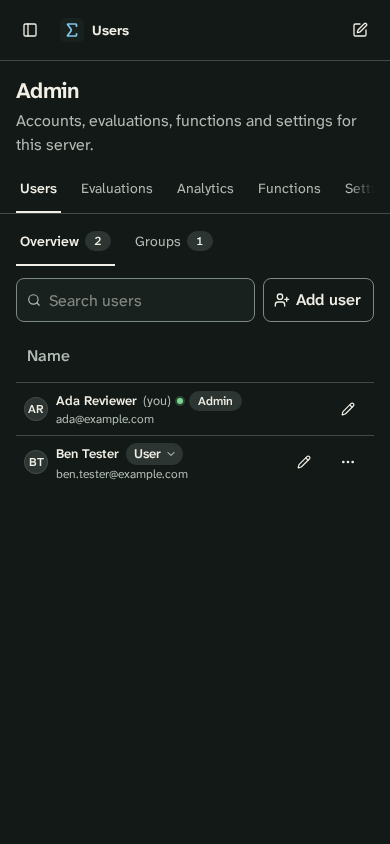 Users
Admin
Accounts, evaluations, functions and settings for
this server.
Users Evaluations Analytics Functions Sett
Overview 2 Groups 1
Search users Add user
Name
AR Ada Reviewer (you) Admin
ada@example.com
BT Ben Tester User
ben.tester@example.com